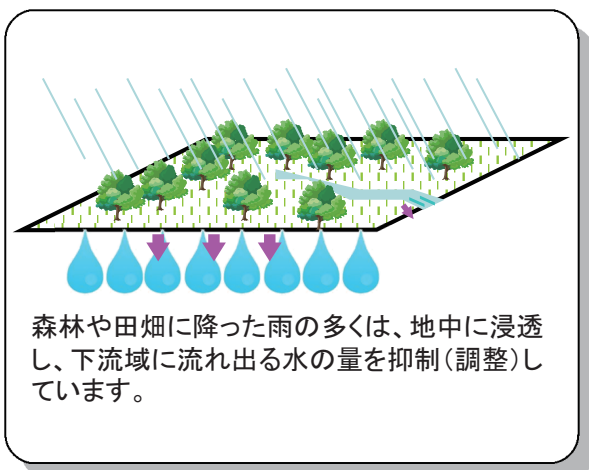 森林や田畑に降った雨の多くは、地中に浸透
し、下流域に流れ出る水の量を抑制（調整）し
ています。